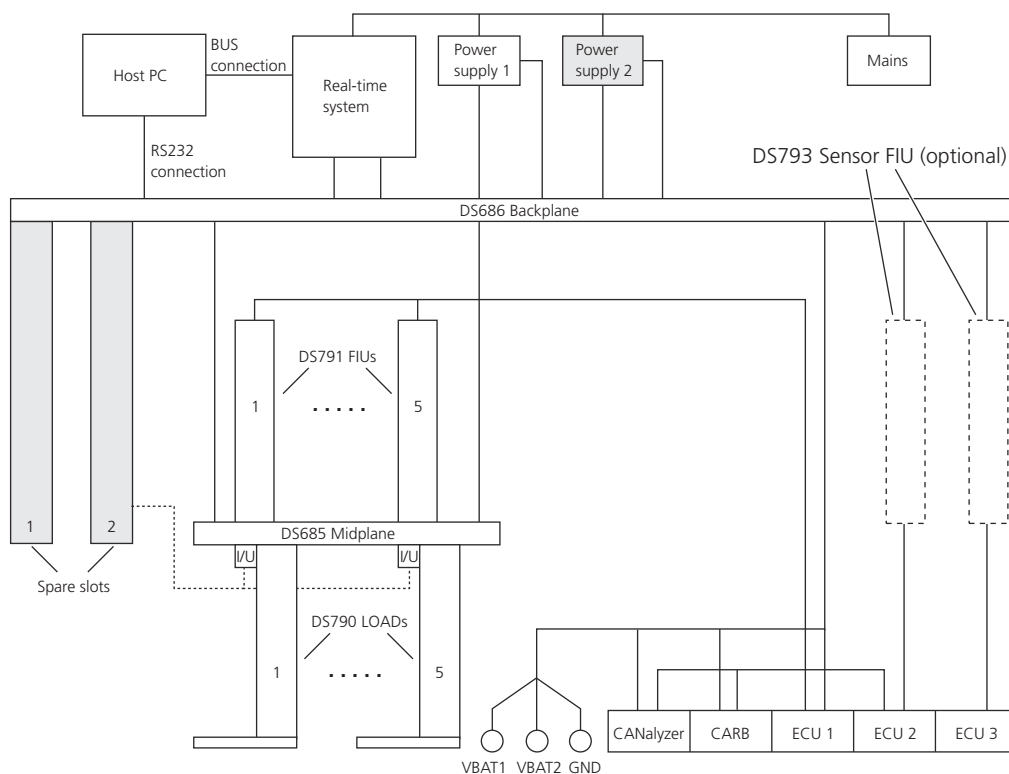 BUS
connection
Host PC
Real-time
system
Power
supply 1
Power
supply 2
Mains
RS232
connection
DS793 Sensor FIU (optional)
DS686 Backplane
DS791 FIUs
1
.....
5
1
2
DS685 Midplane
I/U
I/U
Spare slots
DS790 LOADs
1
.....
5
CANalyzer
CARB
ECU 1
ECU 2
ECU 3
VBAT1
VBAT2
GND